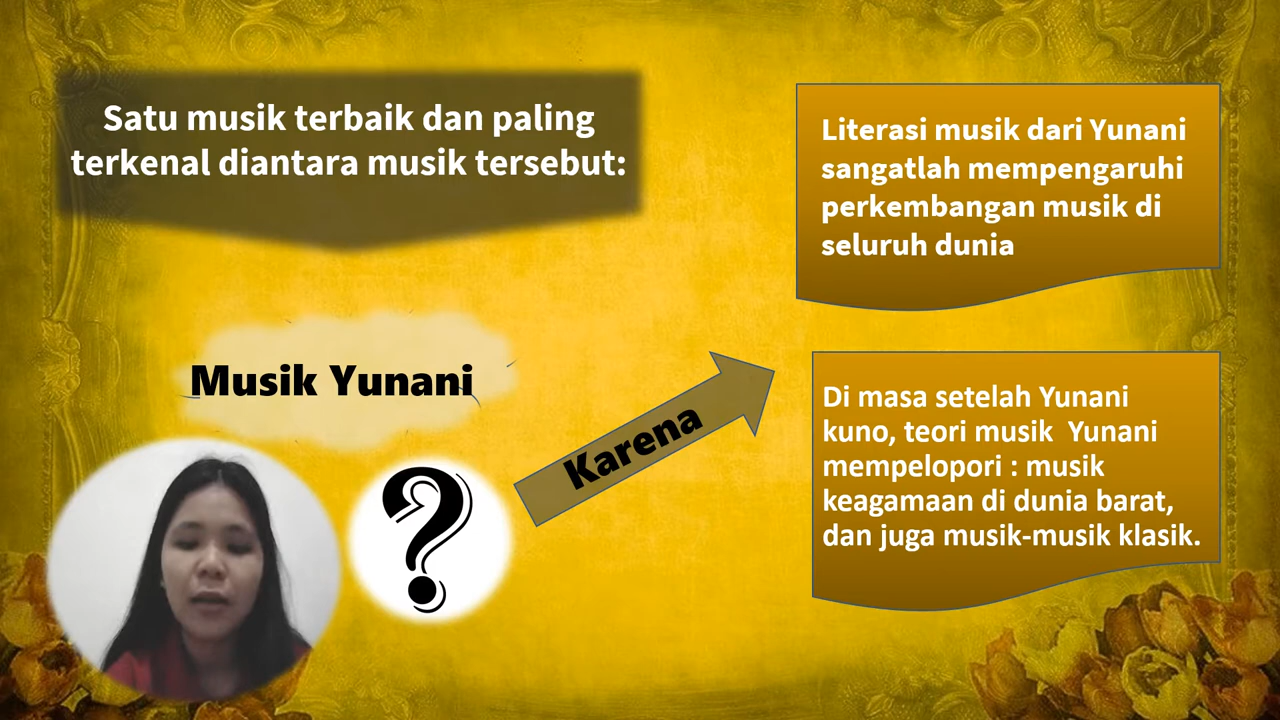 Satu musik terbaik dan paling
terkenal diantara musik tersebut:
Musik Yunani
?
Karena
Literasi musik dari Yunani
sangatlah mempengaruhi
perkembangan musik di
seluruh dunia
Di masa setelah Yunani
kuno, teori musik  Yunani
mempelopori : musik
keagamaan di dunia barat,
dan juga musik-musik klasik.